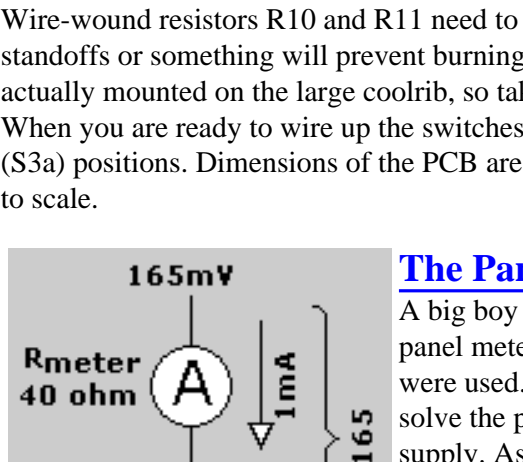 Wire-wound resistors R10 and R11 need to
standoffs or something will prevent burning
actually mounted on the large coolrib, so tal
When you are ready to wire up the switches
(S3a) positions. Dimensions of the PCB are
to scale.
165mV
Rmeter
40 ohm
A
1mA
165
The Par
A big boy
panel mete
were used.
solve the p
supply. As